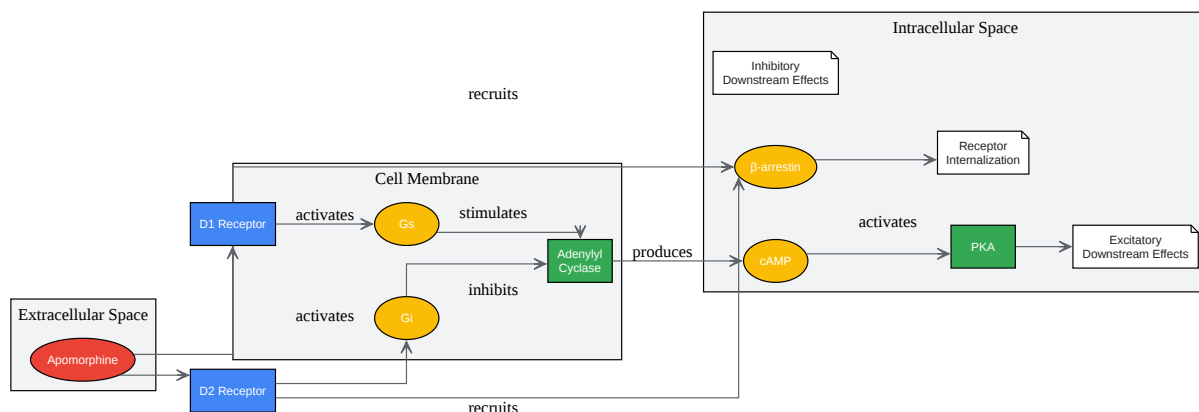 Intracellular Space
Inhibitory
Downstream Effects
recruits
β-arrestin
Receptor
Internalization
Cell Membrane
D1 Receptor
activates
Gs
stimulates
activates
Adenylyl
Cyclase
produces
cAMP
PKA
Excitatory
Downstream Effects
inhibits
Extracellular Space
activates
Gi
Apomorphine
D2 Receptor
recruits